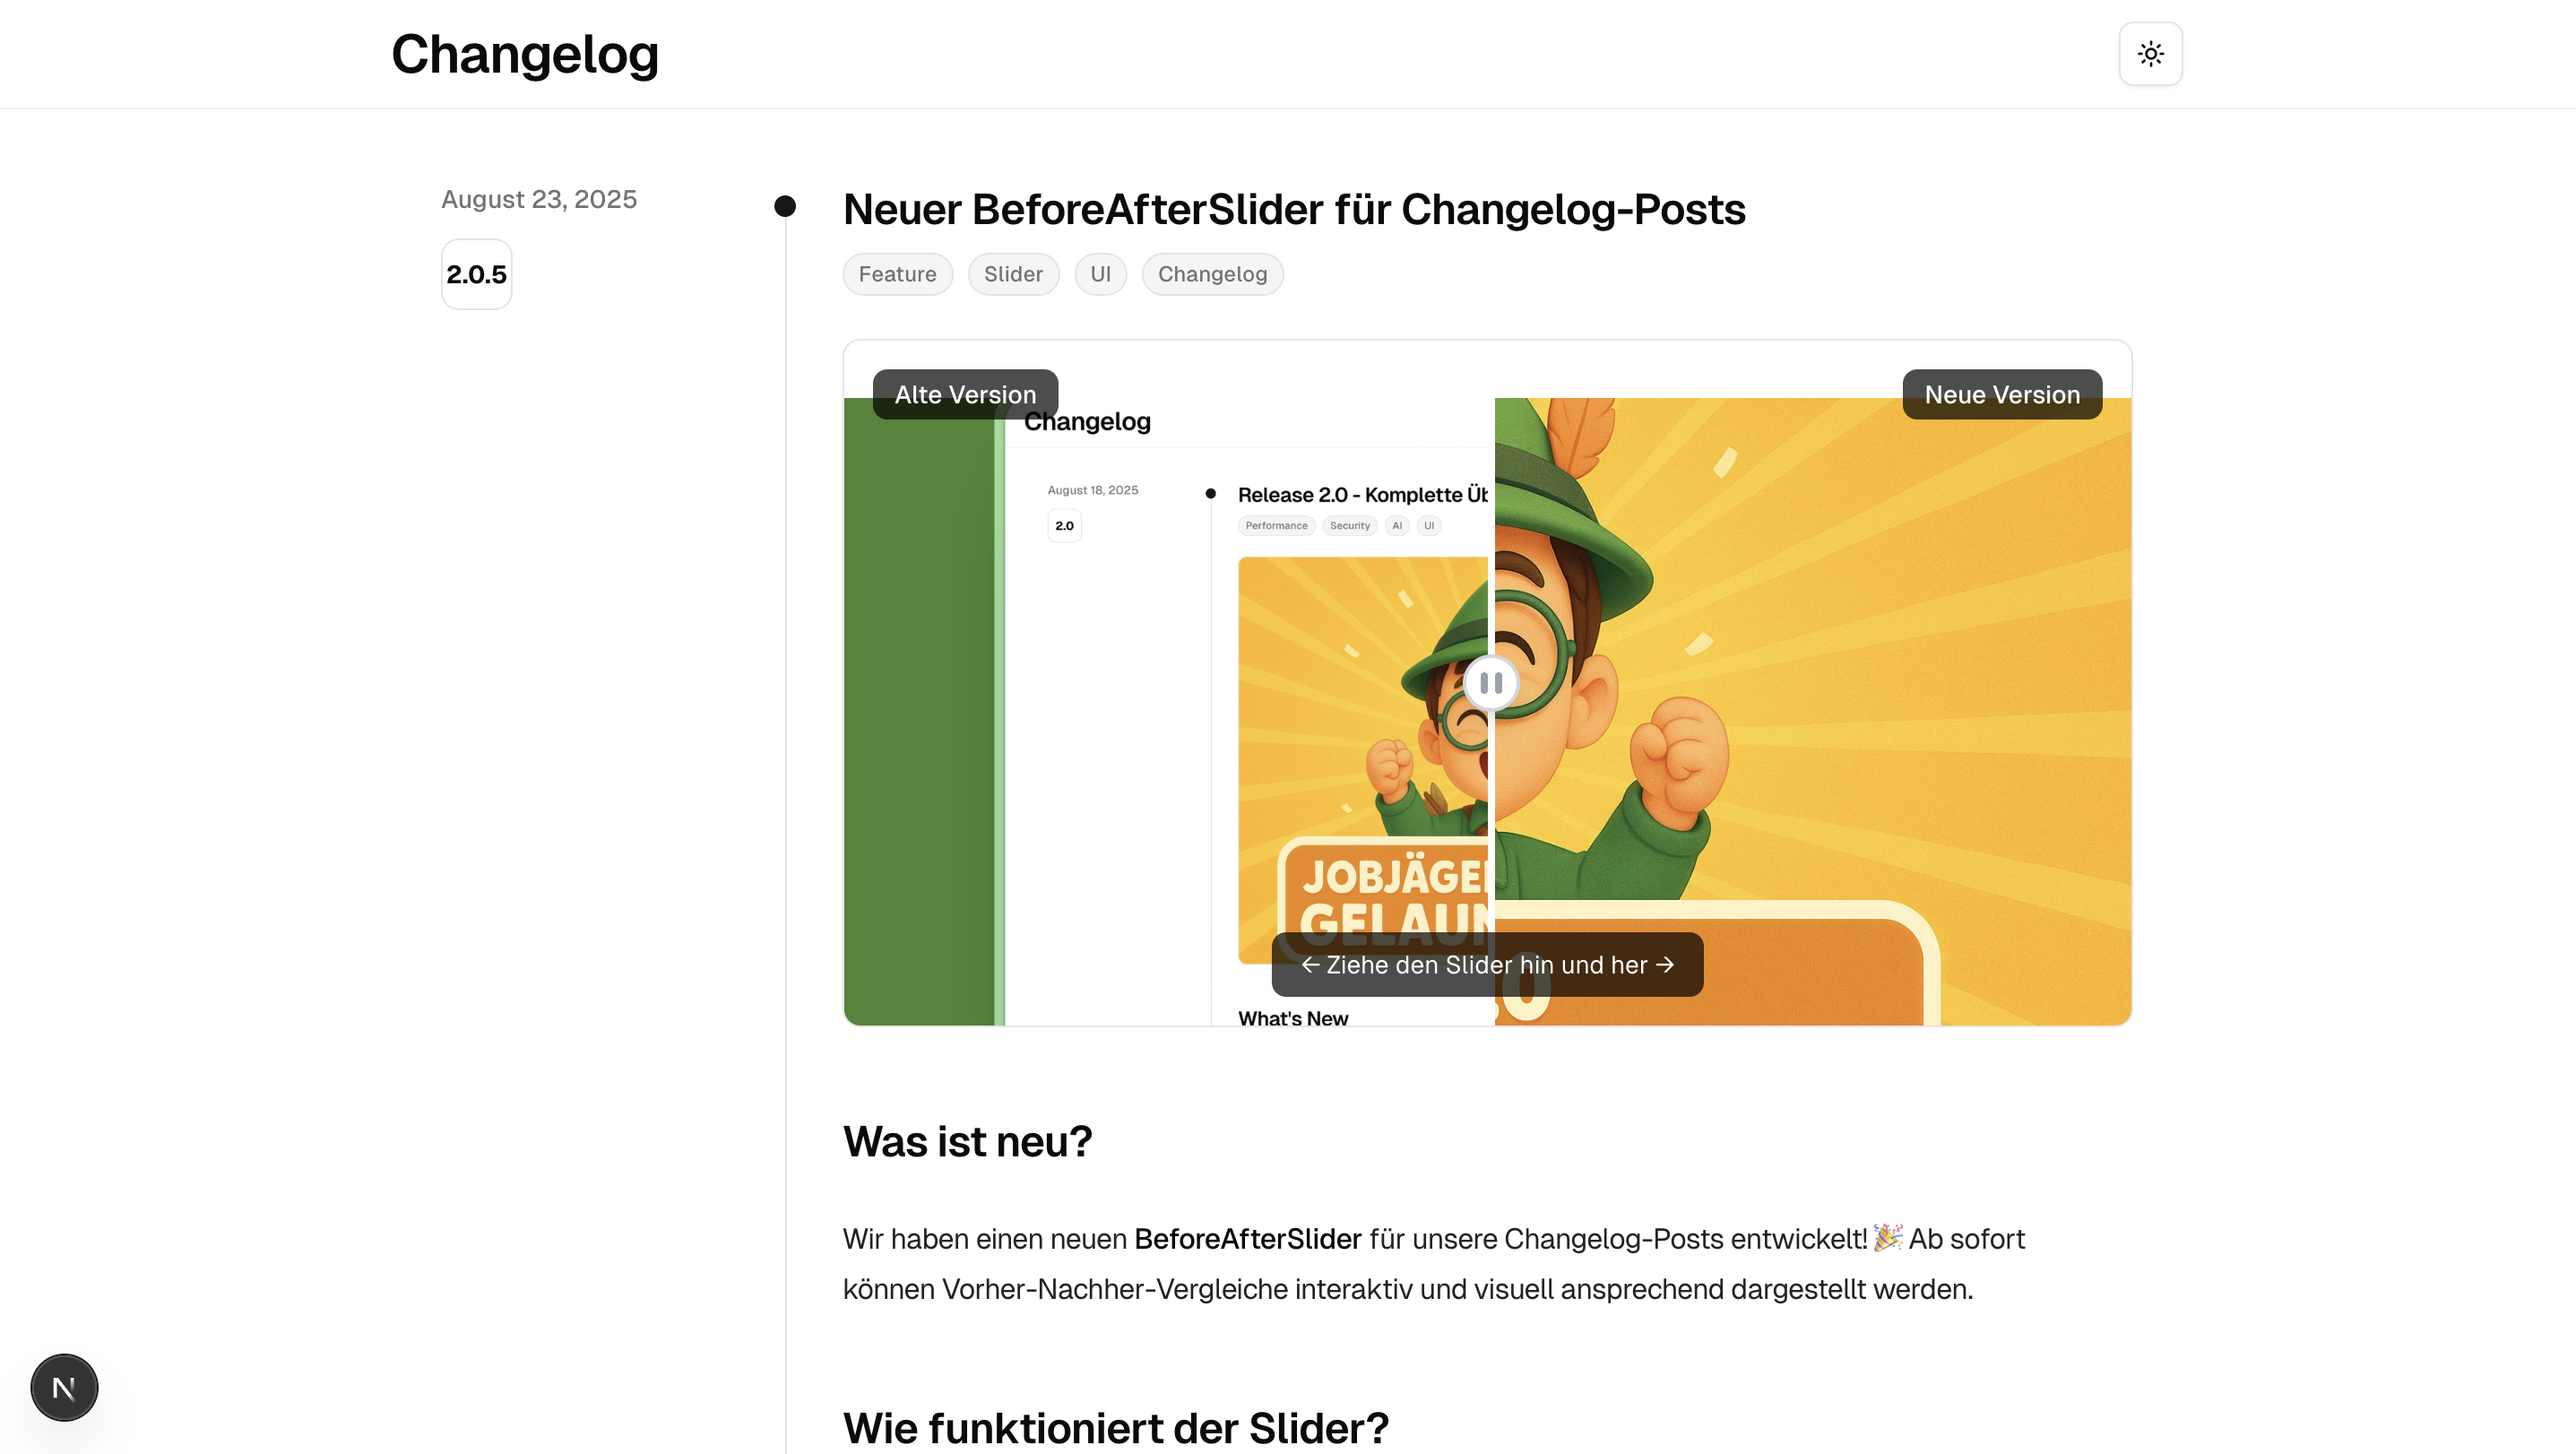 Changelog
August 23, 2025
2.0.5
Neuer BeforeAfterSlider für Changelog-Posts
Feature
Slider
UI
Changelog
Alte Version
Neue Version
Changelog
August 18, 2025
2.0
Release 2.0 - Komplette Üb
Performance
Security
AI
UI
JOBJÄGE
GELAUN
.0
← Ziehe den Slider hin und her →
What's New
Was ist neu?
Wir haben einen neuen BeforeAfterSlider für unsere Changelog-Posts entwickelt! 🎉 Ab sofort
können Vorher-Nachher-Vergleiche interaktiv und visuell ansprechend dargestellt werden.
N
Wie funktioniert der Slider?